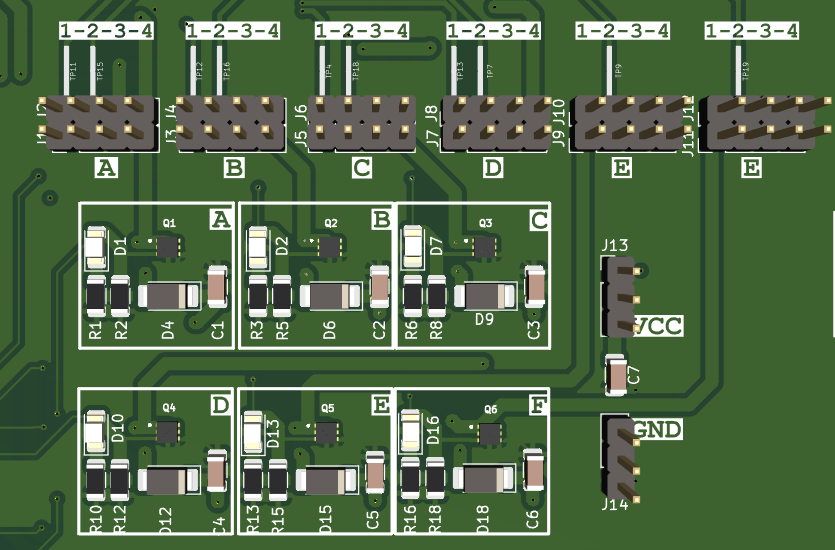 1-2-3-4 1-2-3-4 1-2-3-4 1-2-3-4 1-2-3-4 1-2-3-4
TP11 TP15 TP12 TP16 TP4 TP18 TP13 TP7 TP9 TP19
J2 J4 J6 J8 J10 J12
J1 J3 J5 J7 J9 J11
A B C D E E
A B C
Q1 Q2 Q3
D1 D2 D7
J13
R1 R2 D4 C1 R3 R5 D6 C2 R6 R8 D9 C3
VCC
C7
D E F
Q4 Q5 Q6
D10 D13 D16
GND
R10 R12 D12 C4 R13 R15 D15 C5 R16 R18 D18 C6
J14